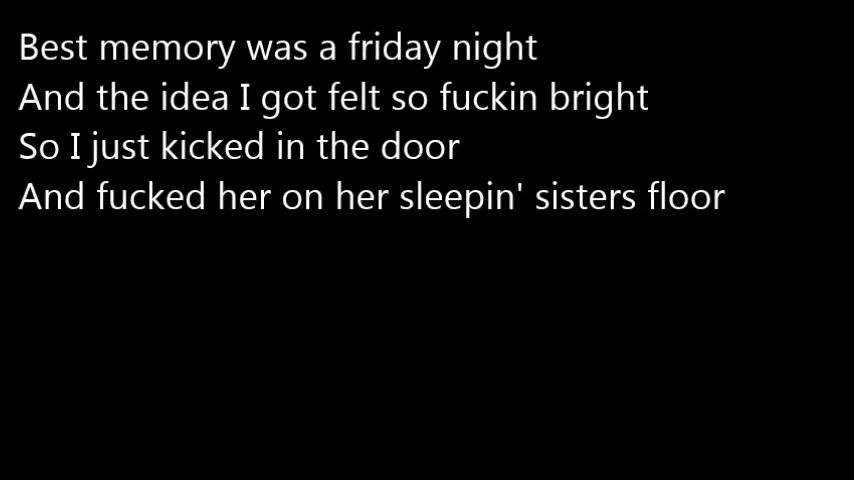 Best memory was a friday night
And the idea I got felt so fuckin bright
So I just kicked in the door
And fucked her on her sleepin' sisters floor